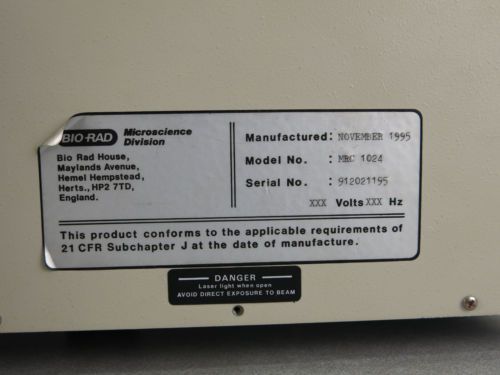 BIO-RAD Microscience Division
Bio Rad House,
Maylands Avenue,
Hemel Hempstead,
Herts., HP2 7TD,
England.
Manufactured: NOVEMBER 1995
Model No. : MRC 1024
Serial No. : 912021195
XXX Volts XXX Hz
This product conforms to the applicable requirements of
21 CFR Subchapter J at the date of manufacture.
DANGER
Laser light when open
AVOID DIRECT EXPOSURE TO BEAM